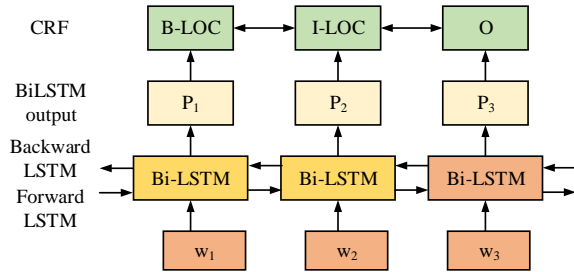 CRF B-LOC I-LOC O
BiLSTM
output
P₁ P₂ P₃
Backward
LSTM
Bi-LSTM Bi-LSTM Bi-LSTM
Forward
LSTM
w₁ w₂ w₃